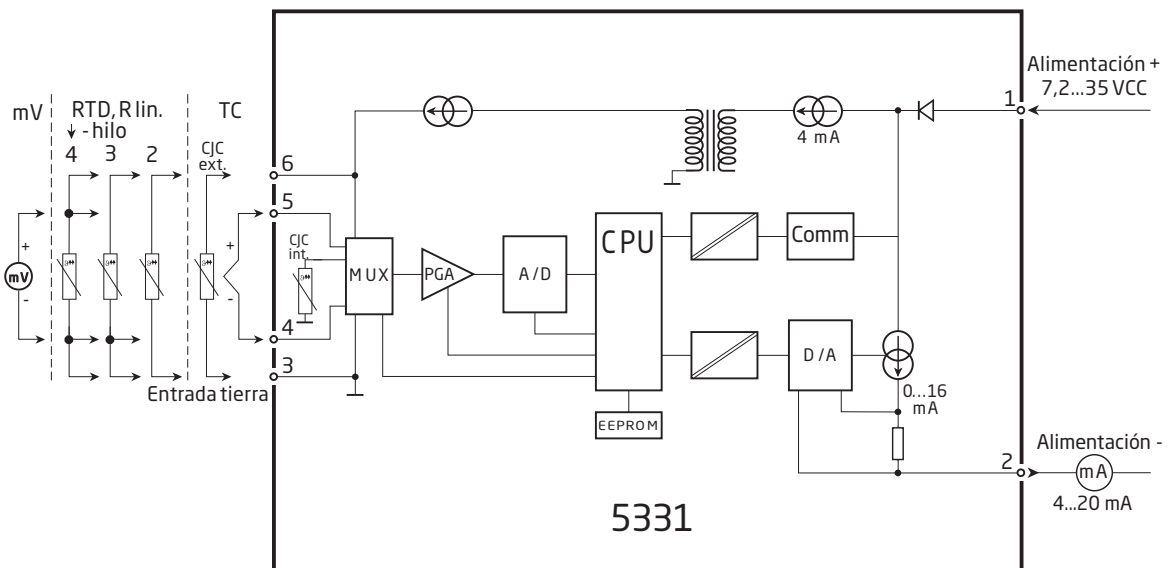 Alimentación +
7,2...35 VCC
1
4 mA
mV
RTD, R lin.
- hilo
4 3 2
TC
CJC
ext.
6
5
CJC
int.
MUX
PGA
A/D
CPU
Comm
+
-
mV
+
-
4
3
Entrada tierra
D/A
0...16
mA
EEPROM
2
Alimentación -
mA
4...20 mA
5331